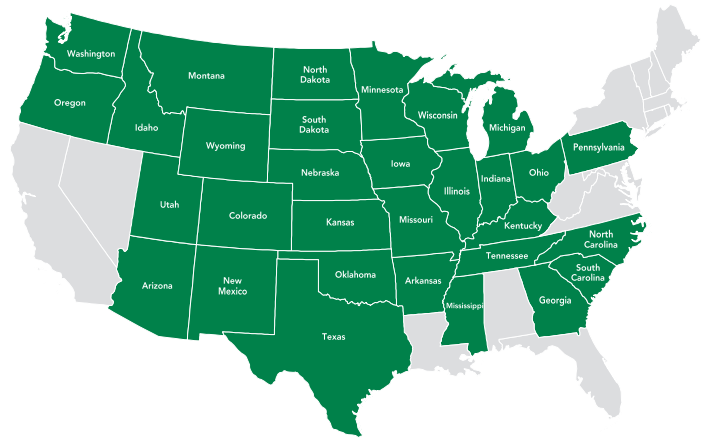 Washington
Montana
North
Dakota
Minnesota
Oregon
Idaho
Wisconsin
South
Dakota
Michigan
Wyoming
Pennsylvania
Iowa
Nebraska
Ohio
Indiana
Illinois
Utah
Colorado
Kansas
Missouri
Kentucky
North
Carolina
Tennessee
Oklahoma
Arkansas
South
Carolina
Arizona
New
Mexico
Georgia
Mississippi
Texas